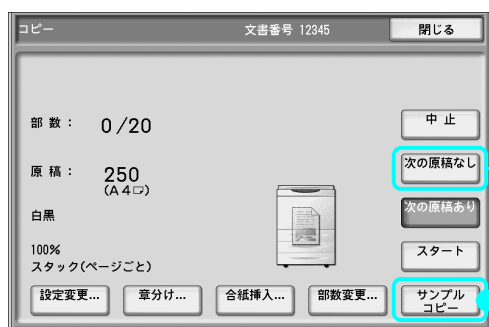 コピー
文書番号 12345
閉じる
部 数 : 0/20
中 止
原 稿 : 250
(A4)
次の原稿なし
白黒
次の原稿あり
100%
スタック(ページごと)
スタート
設定変更...
章分け...
合紙挿入...
部数変更...
サンプル
コピー